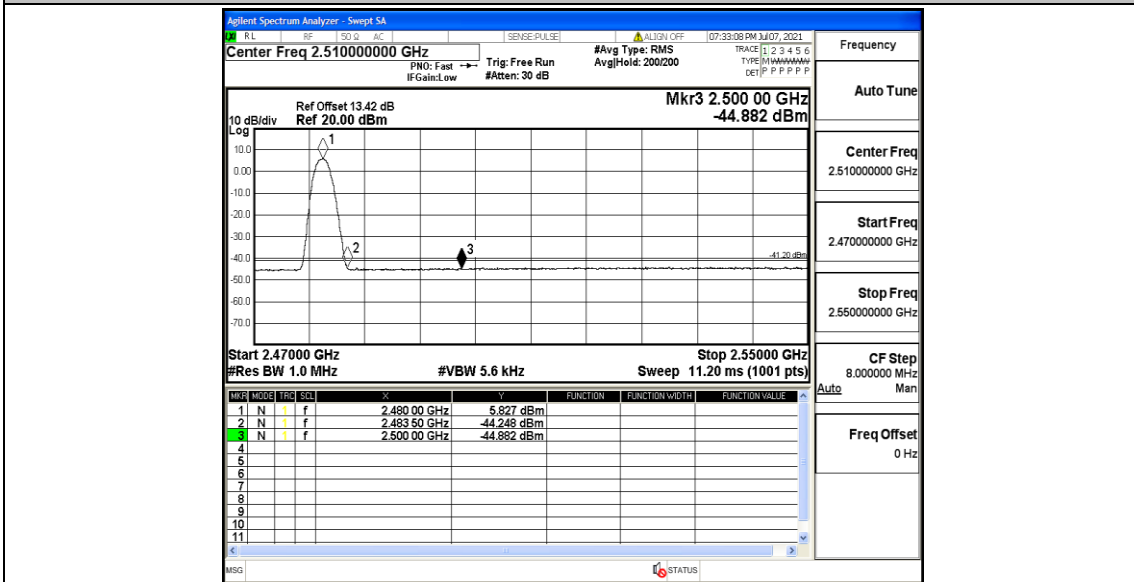 Agilent Spectrum Analyzer - Swept SA
RL RF 50 Ω AC SENSE:PULSE ALIGN OFF 07:33:08 PM Jul 07, 2021
Center Freq 2.510000000 GHz
PNO: Fast
IFGain:Low
Trig: Free Run
#Atten: 30 dB
#Avg Type: RMS
Avg|Hold: 200/200
TRACE 1 2 3 4 5 6
TYPE M WWWWW
DET P P P P P P
Mkr3 2.500 00 GHz
-44.882 dBm
Ref Offset 13.42 dB
Ref 20.00 dBm
10 dB/div
Log
10.0
0.00
-10.0
-20.0
-30.0
-40.0
-50.0
-60.0
-70.0
1
2
3
-41.20 dBm
Start 2.47000 GHz
Stop 2.55000 GHz
#Res BW 1.0 MHz
#VBW 5.6 kHz
Sweep 11.20 ms (1001 pts)
MKR MODE TRC SCL X Y FUNCTION FUNCTION WIDTH FUNCTION VALUE
1 N 1 f 2.480 00 GHz 5.827 dBm
2 N 1 f 2.483 50 GHz -44.248 dBm
3 N 1 f 2.500 00 GHz -44.882 dBm
4
5
6
7
8
9
10
11
MSG
STATUS
Frequency
Auto Tune
Center Freq
2.510000000 GHz
Start Freq
2.470000000 GHz
Stop Freq
2.550000000 GHz
CF Step
8.000000 MHz
Auto Man
Freq Offset
0 Hz